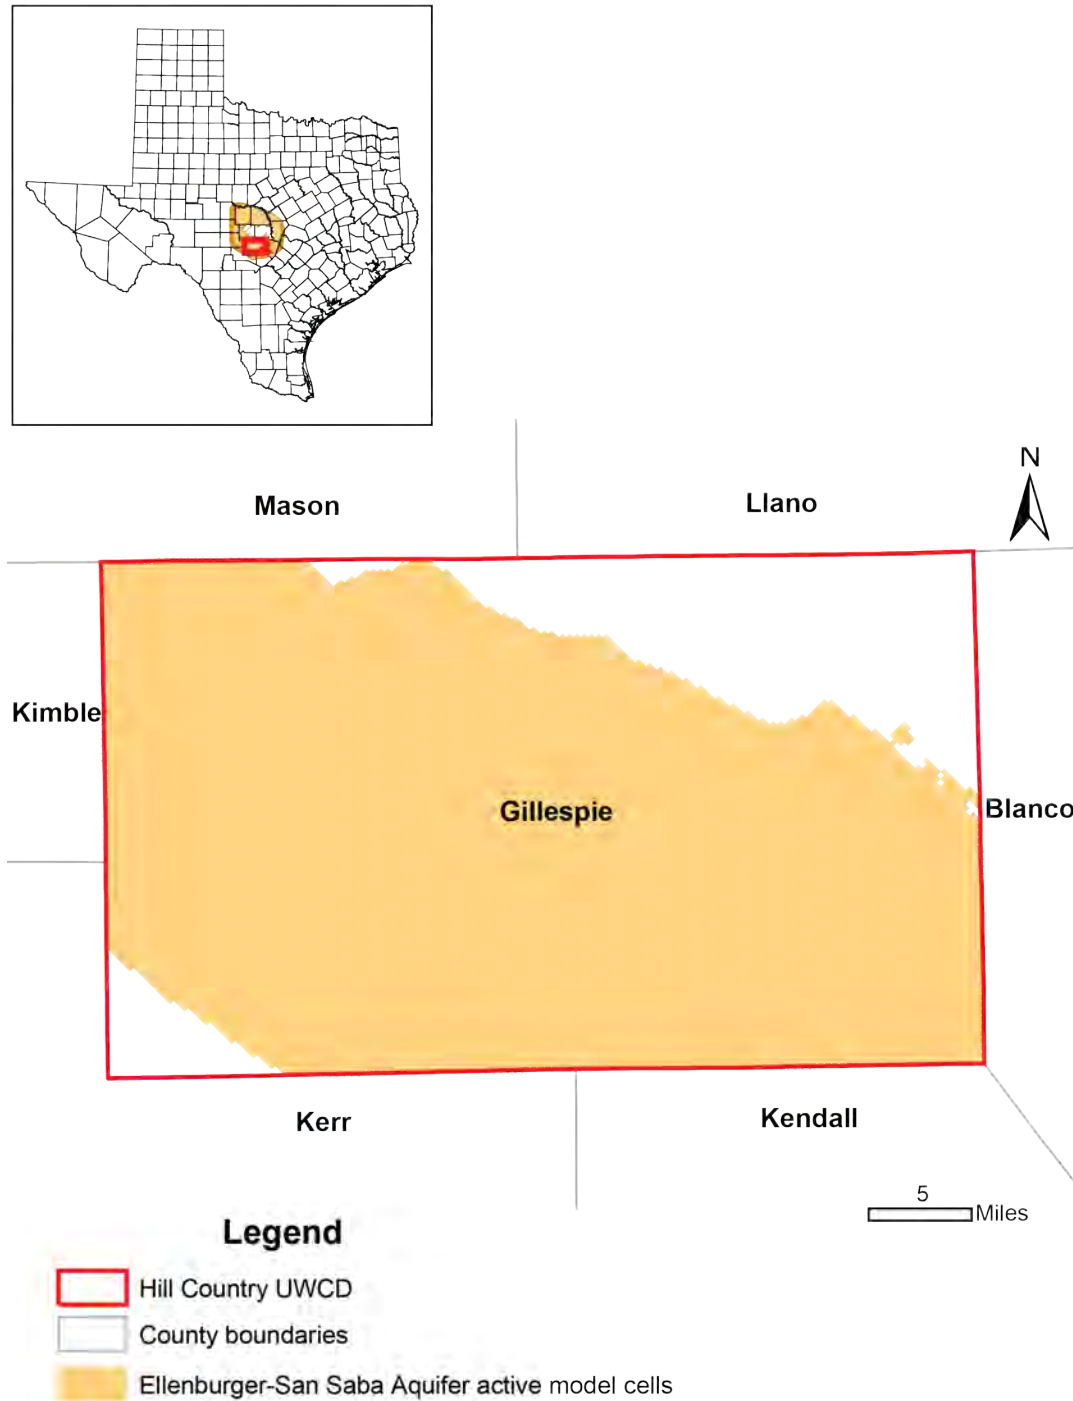 N
Mason
Llano
Kimble
Gillespie
Blanco
Kerr
Kendall
5
Miles
Legend
Hill Country UWCD
County boundaries
Ellenburger-San Saba Aquifer active model cells